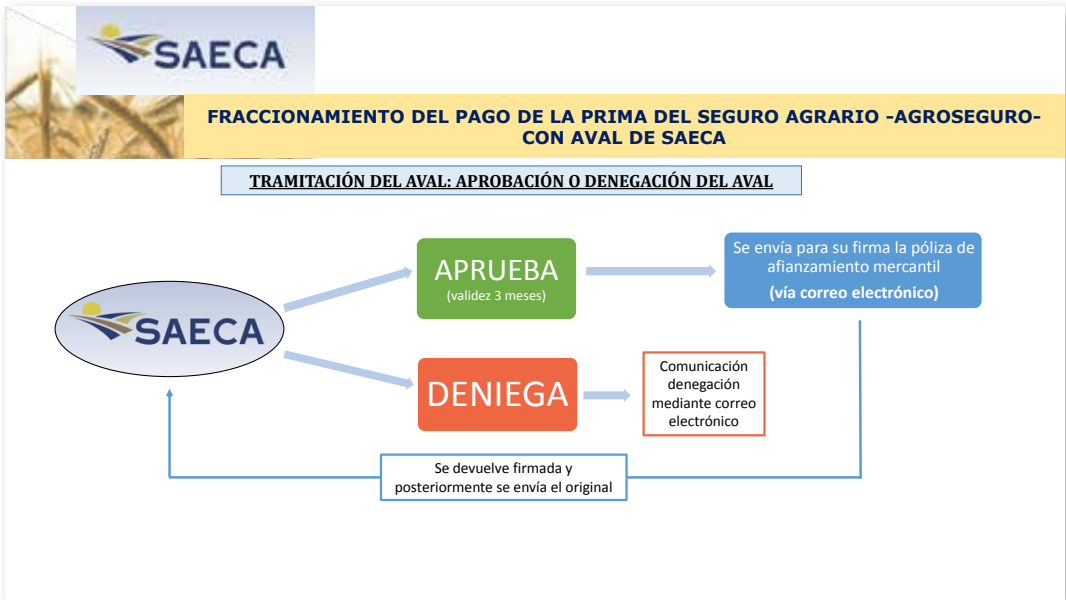 SAECA
FRACCIONAMIENTO DEL PAGO DE LA PRIMA DEL SEGURO AGRARIO -AGROSEGURO-
CON AVAL DE SAECA
TRAMITACIÓN DEL AVAL: APROBACIÓN O DENEGACIÓN DEL AVAL
APRUEBA
(validez 3 meses)
Se envía para su firma la póliza de
afianzamiento mercantil
(vía correo electrónico)
SAECA
DENIEGA
Comunicación
denegación
mediante correo
electrónico
Se devuelve firmada y
posteriormente se envía el original